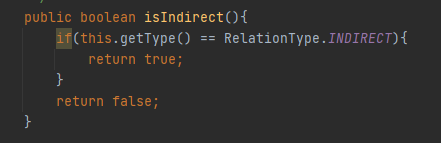 public boolean isIndirect(){
if(this.getType() == RelationType.INDIRECT){
return true;
}
return false;
}